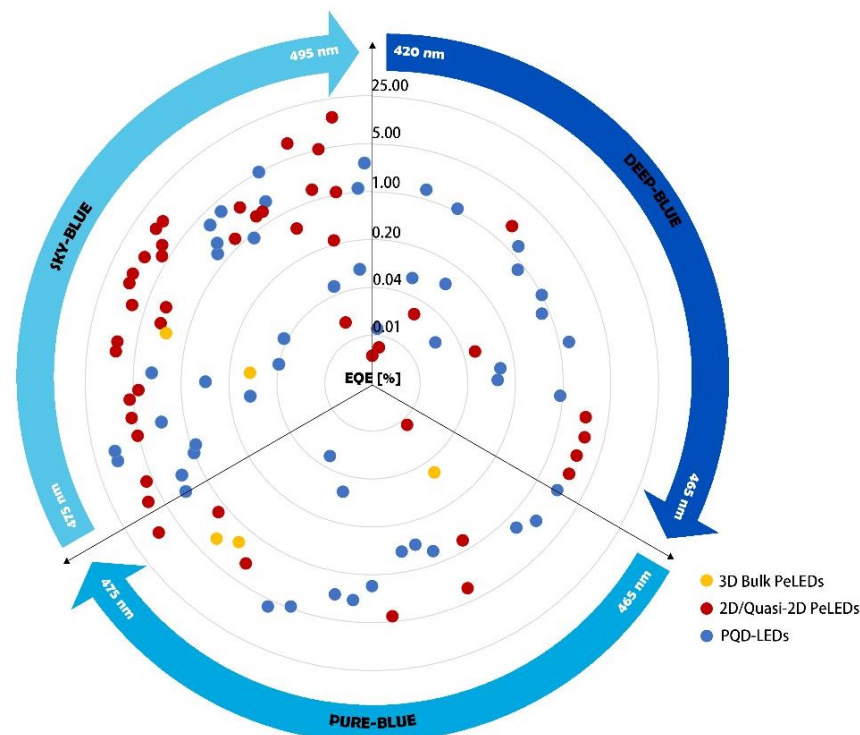 495 nm
420 nm
25.00
5.00
1.00
0.20
0.04
0.01
EQE [%]
SKY-BLUE
DEEP-BLUE
475 nm
465 nm
475 nm
465 nm
PURE-BLUE
3D Bulk PeLEDs
2D/Quasi-2D PeLEDs
PQD-LEDs